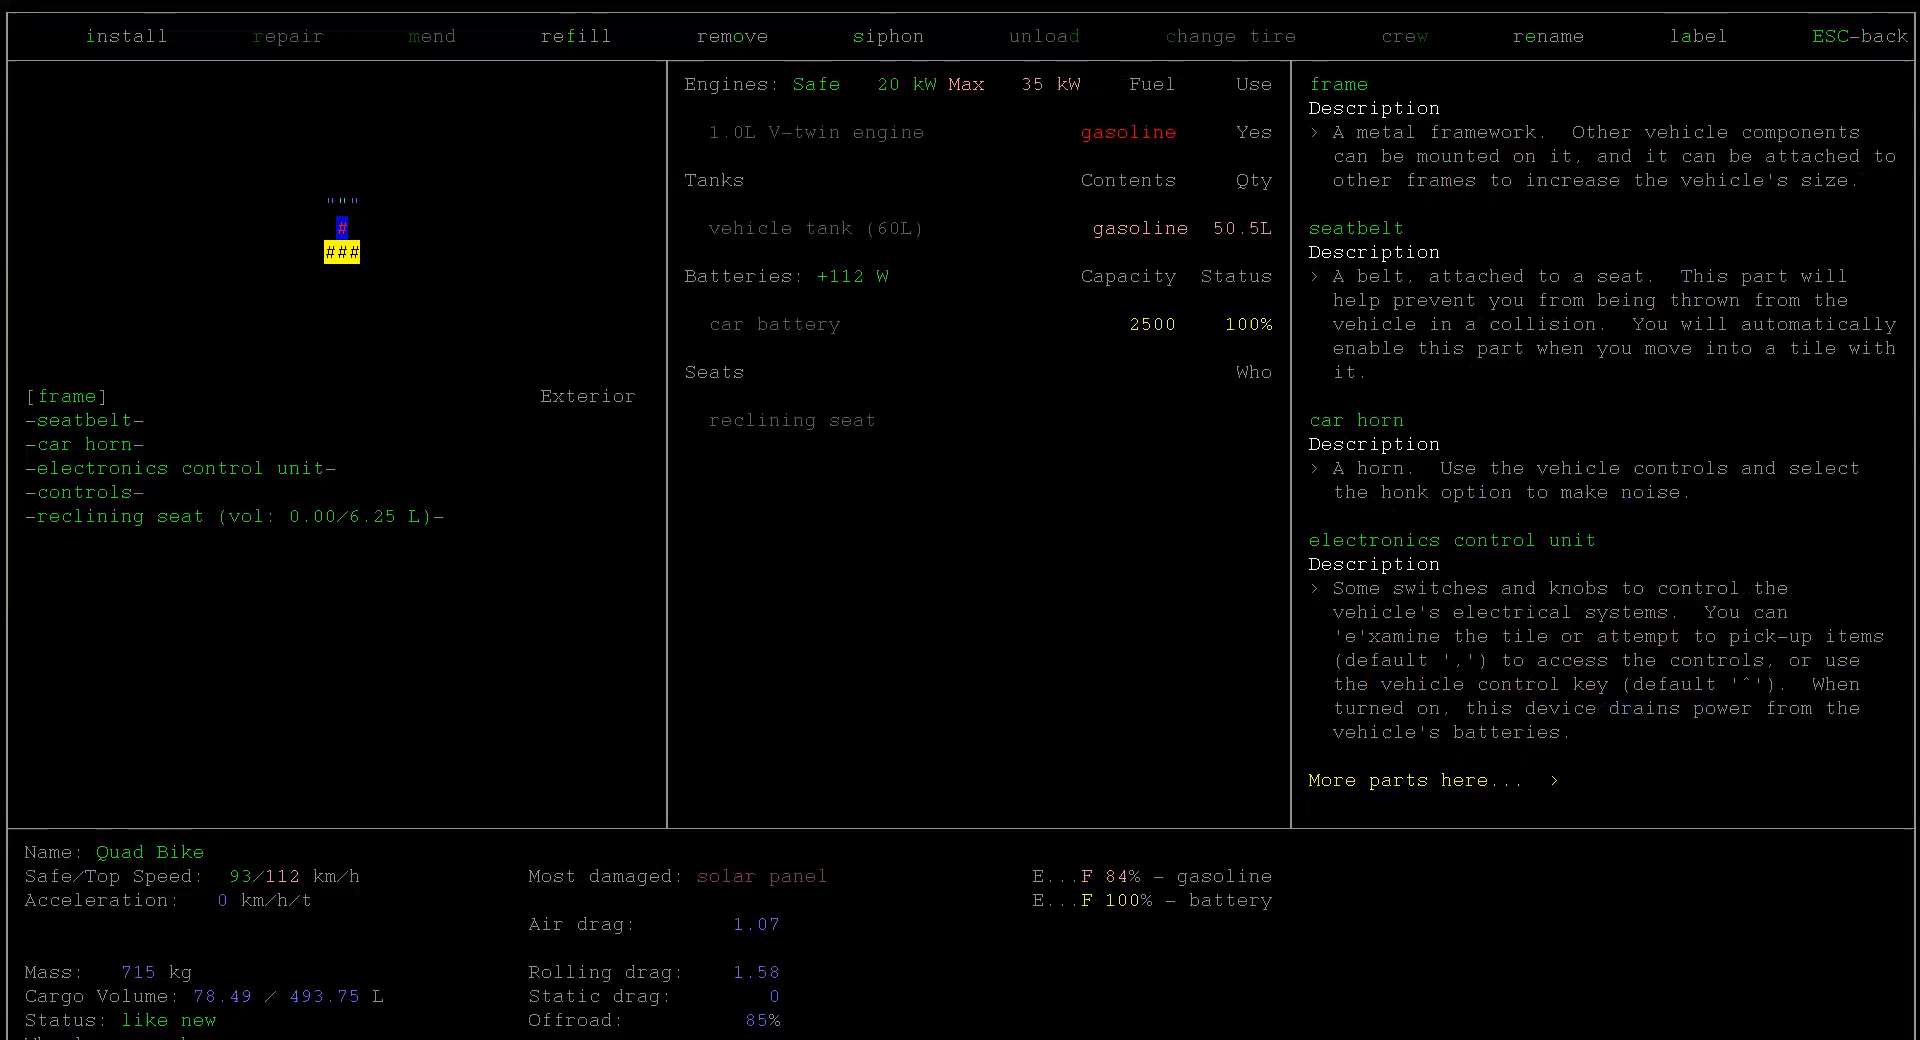 install repair mend refill remove siphon unload change tire crew rename label ESC-back
"""
#
###
[frame] Exterior
-seatbelt-
-car horn-
-electronics control unit-
-controls-
-reclining seat (vol: 0.00/6.25 L)-
Engines: Safe 20 kW Max 35 kW Fuel Use
1.0L V-twin engine gasoline Yes
Tanks Contents Qty
vehicle tank (60L) gasoline 50.5L
Batteries: +112 W Capacity Status
car battery 2500 100%
Seats Who
reclining seat
frame
Description
> A metal framework. Other vehicle components
can be mounted on it, and it can be attached to
other frames to increase the vehicle's size.
seatbelt
Description
> A belt, attached to a seat. This part will
help prevent you from being thrown from the
vehicle in a collision. You will automatically
enable this part when you move into a tile with
it.
car horn
Description
> A horn. Use the vehicle controls and select
the honk option to make noise.
electronics control unit
Description
> Some switches and knobs to control the
vehicle's electrical systems. You can
'e'xamine the tile or attempt to pick-up items
(default ',') to access the controls, or use
the vehicle control key (default '^'). When
turned on, this device drains power from the
vehicle's batteries.
More parts here... >
Name: Quad Bike
Safe/Top Speed: 93/112 km/h
Acceleration: 0 km/h/t
Mass: 715 kg
Cargo Volume: 78.49 / 493.75 L
Status: like new
Most damaged: solar panel
Air drag: 1.07
Rolling drag: 1.58
Static drag: 0
Offroad: 85%
E...F 84% - gasoline
E...F 100% - battery